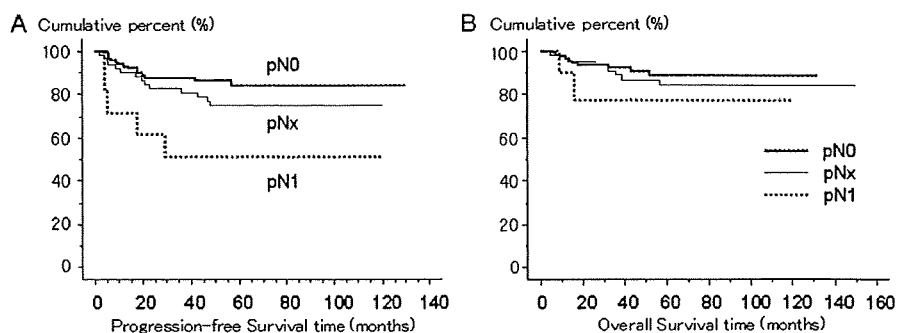 A Cumulative percent (%)
100
80
60
40
20
0
pN0
pNx
pN1
0 20 40 60 80 100 120 140
Progression-free Survival time (months)
B Cumulative percent (%)
100
80
60
40
20
0
pN0
pNx
pN1
0 20 40 60 80 100 120 140 160
Overall Survival time (months)